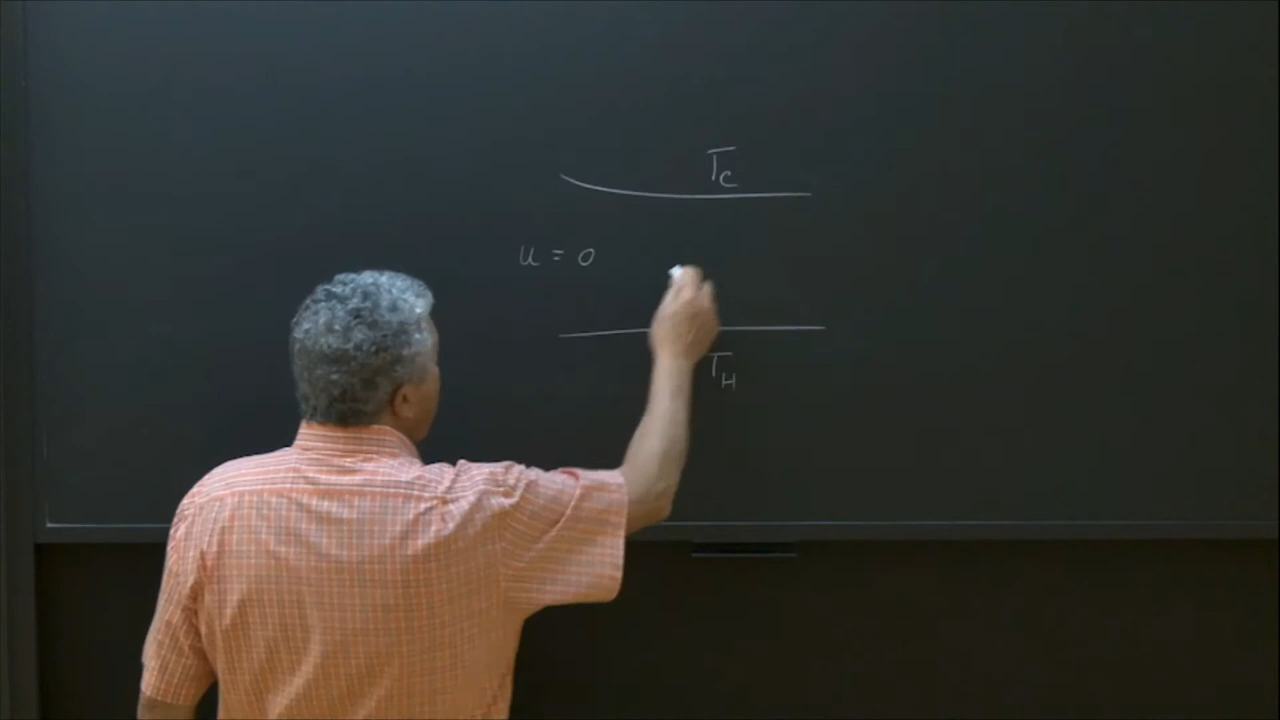 T_C
u = 0
T_H